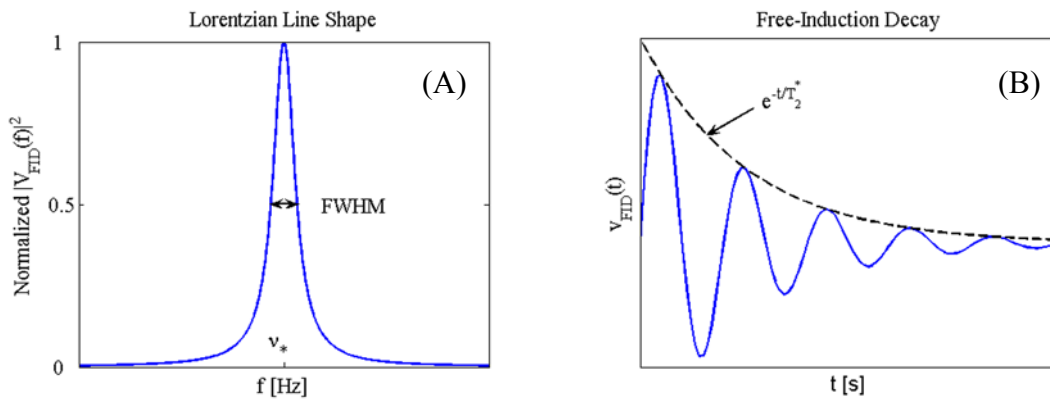 Lorentzian Line Shape
(A)
1
0.5
0
Normalized |V_FID(f)|²
FWHM
ν*
f [Hz]
Free-Induction Decay
(B)
e^-t/T₂*
v_FID(t)
t [s]